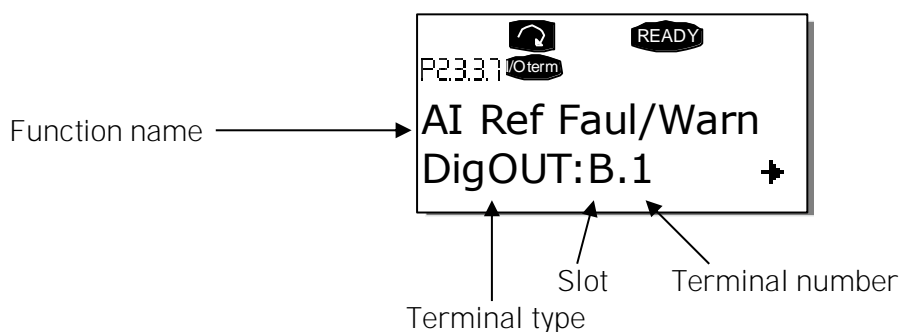 READY
P2.3.3.7 I/Oterm
Function name
AI Ref Faul/Warn
DigOUT:B.1
Slot
Terminal number
Terminal type